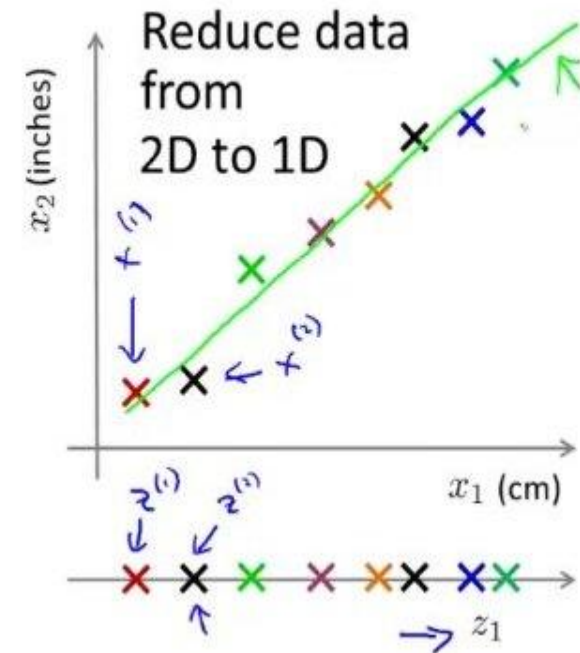 Reduce data
from
2D to 1D
x₂ (inches)
x⁽¹⁾
x⁽²⁾
x₁ (cm)
z⁽¹⁾
z⁽²⁾
z₁